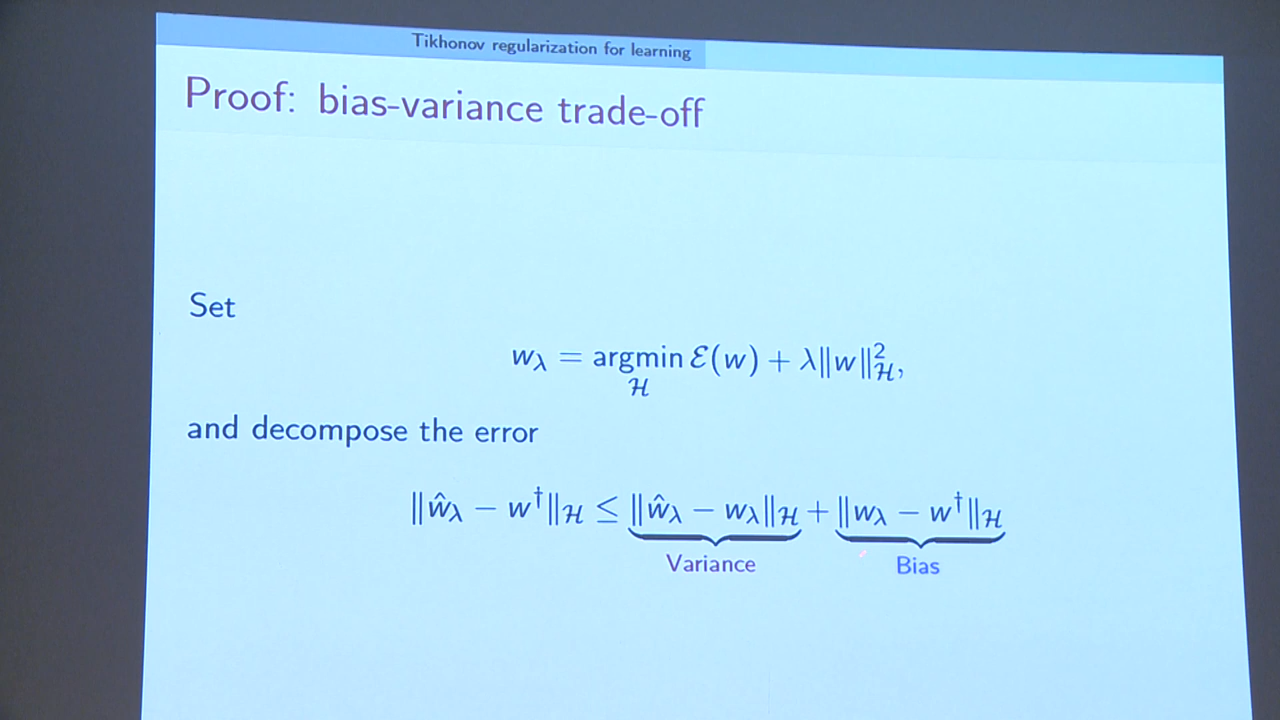 Tikhonov regularization for learning
Proof: bias-variance trade-off
Set
w_λ = argmin_ℋ ℰ(w) + λ‖w‖²_ℋ,
and decompose the error
‖ŵ_λ − w†‖_ℋ ≤ ‖ŵ_λ − w_λ‖_ℋ + ‖w_λ − w†‖_ℋ
Variance Bias